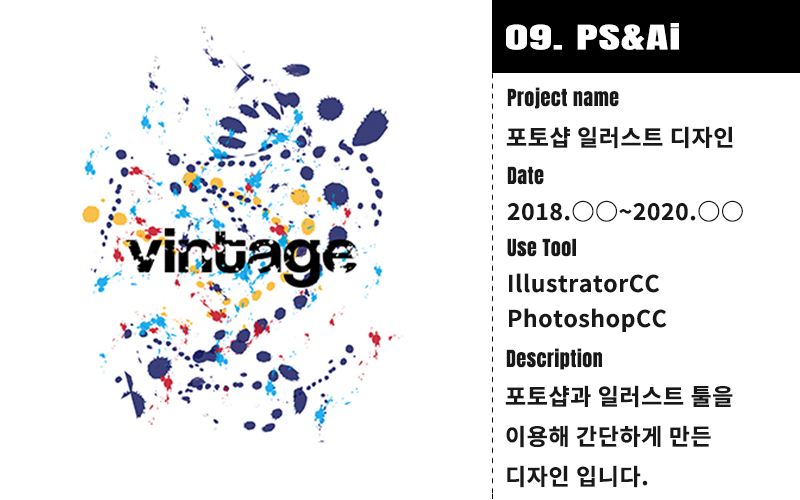 vintage
09. PS&Ai
Project name
포토샵 일러스트 디자인
Date
2018.○○~2020.○○
Use Tool
IllustratorCC
PhotoshopCC
Description
포토샵과 일러스트 툴을
이용해 간단하게 만든
디자인 입니다.